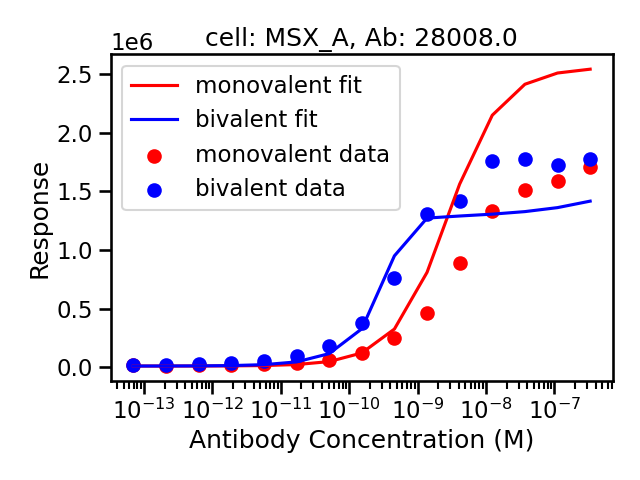 cell: MSX_A, Ab: 28008.0
1e6
monovalent fit
bivalent fit
monovalent data
bivalent data
Response
2.5
2.0
1.5
1.0
0.5
0.0
10⁻¹³ 10⁻¹² 10⁻¹¹ 10⁻¹⁰ 10⁻⁹ 10⁻⁸ 10⁻⁷
Antibody Concentration (M)